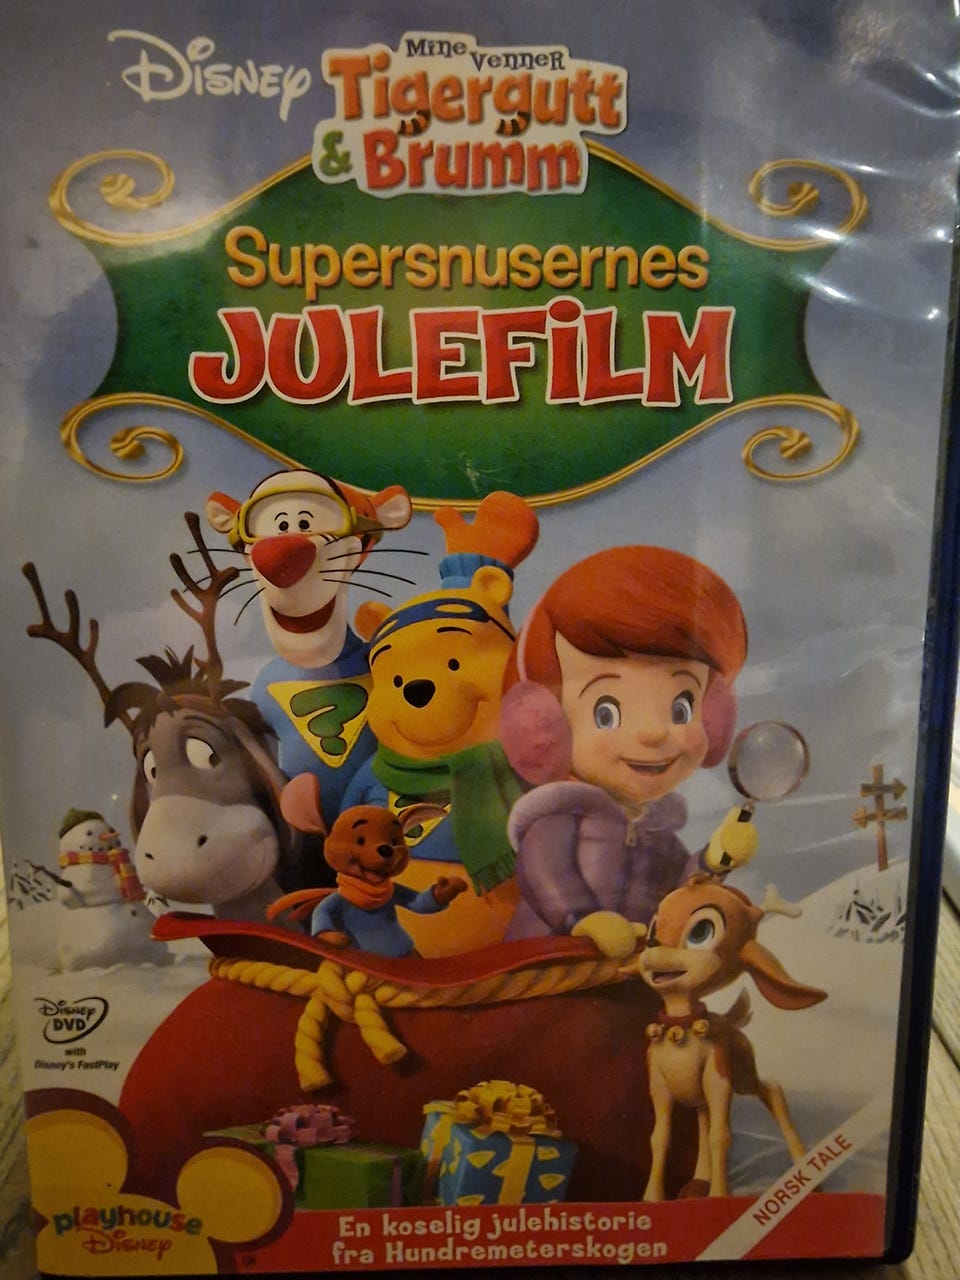 Disney
Mine
venner
Tigergutt
& Brumm
Supersnusernes
JULEFiLM
Disney
DVD
with
Disney's FastPlay
playhouse
Disney
NORSK TALE
En koselig julehistorie
fra Hundremeterskogen